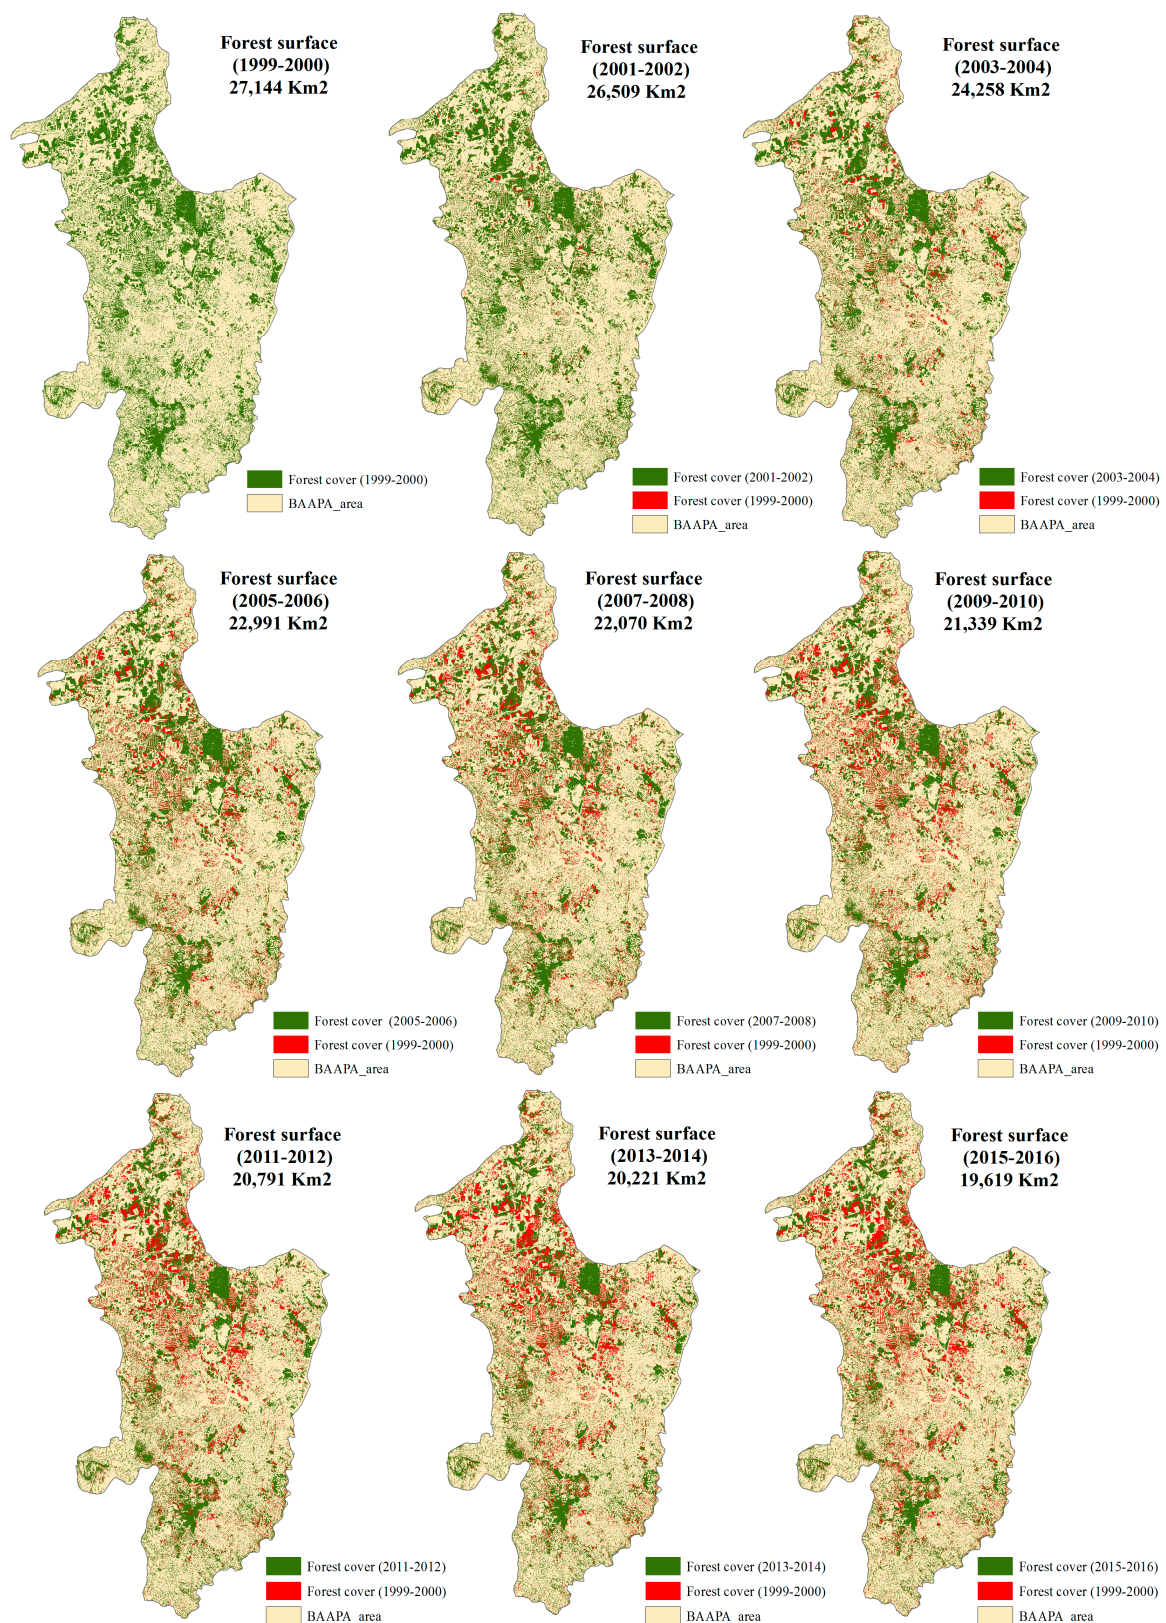 Forest surface
(1999-2000)
27,144 Km2
Forest cover (1999-2000)
BAAPA_area
Forest surface
(2001-2002)
26,509 Km2
Forest cover (2001-2002)
Forest cover (1999-2000)
BAAPA_area
Forest surface
(2003-2004)
24,258 Km2
Forest cover (2003-2004)
Forest cover (1999-2000)
BAAPA_area
Forest surface
(2005-2006)
22,991 Km2
Forest cover (2005-2006)
Forest cover (1999-2000)
BAAPA_area
Forest surface
(2007-2008)
22,070 Km2
Forest cover (2007-2008)
Forest cover (1999-2000)
BAAPA_area
Forest surface
(2009-2010)
21,339 Km2
Forest cover (2009-2010)
Forest cover (1999-2000)
BAAPA_area
Forest surface
(2011-2012)
20,791 Km2
Forest cover (2011-2012)
Forest cover (1999-2000)
BAAPA_area
Forest surface
(2013-2014)
20,221 Km2
Forest cover (2013-2014)
Forest cover (1999-2000)
BAAPA_area
Forest surface
(2015-2016)
19,619 Km2
Forest cover (2015-2016)
Forest cover (1999-2000)
BAAPA_area